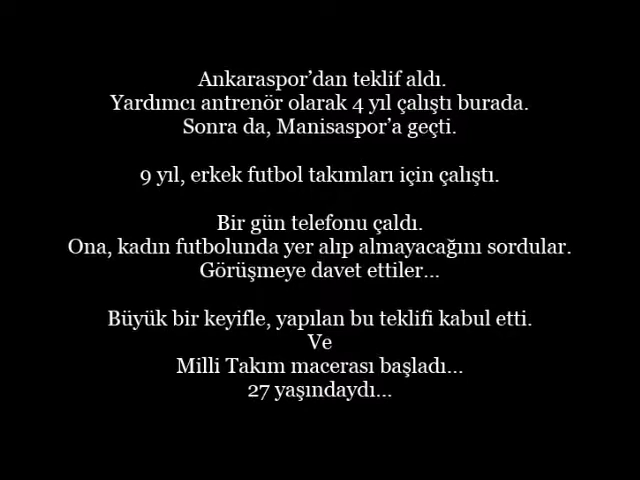 Ankaraspor’dan teklif aldı.
Yardımcı antrenör olarak 4 yıl çalıştı burada.
Sonra da, Manisaspor’a geçti.
9 yıl, erkek futbol takımları için çalıştı.
Bir gün telefonu çaldı.
Ona, kadın futbolunda yer alıp almayacağını sordular.
Görüşmeye davet ettiler...
Büyük bir keyifle, yapılan bu teklifi kabul etti.
Ve
Milli Takım macerası başladı...
27 yaşındaydı...